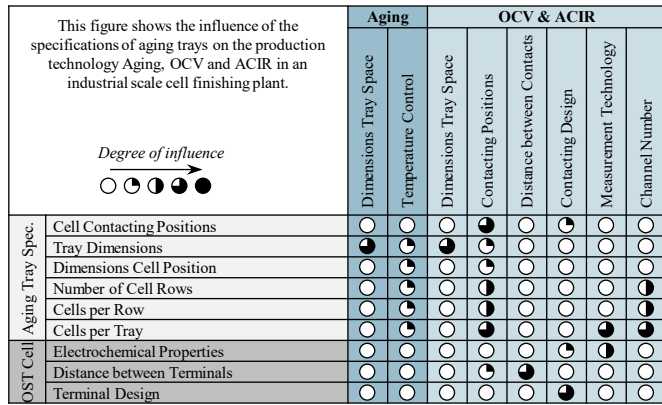 This figure shows the influence of the
specifications of aging trays on the production
technology Aging, OCV and ACIR in an
industrial scale cell finishing plant.
Degree of influence
Aging
OCV & ACIR
Dimensions Tray Space
Temperature Control
Dimensions Tray Space
Contacting Positions
Distance between Contacts
Contacting Design
Measurement Technology
Channel Number
Aging Tray Spec.
Cell Contacting Positions
Tray Dimensions
Dimensions Cell Position
Number of Cell Rows
Cells per Row
Cells per Tray
OST Cell
Electrochemical Properties
Distance between Terminals
Terminal Design